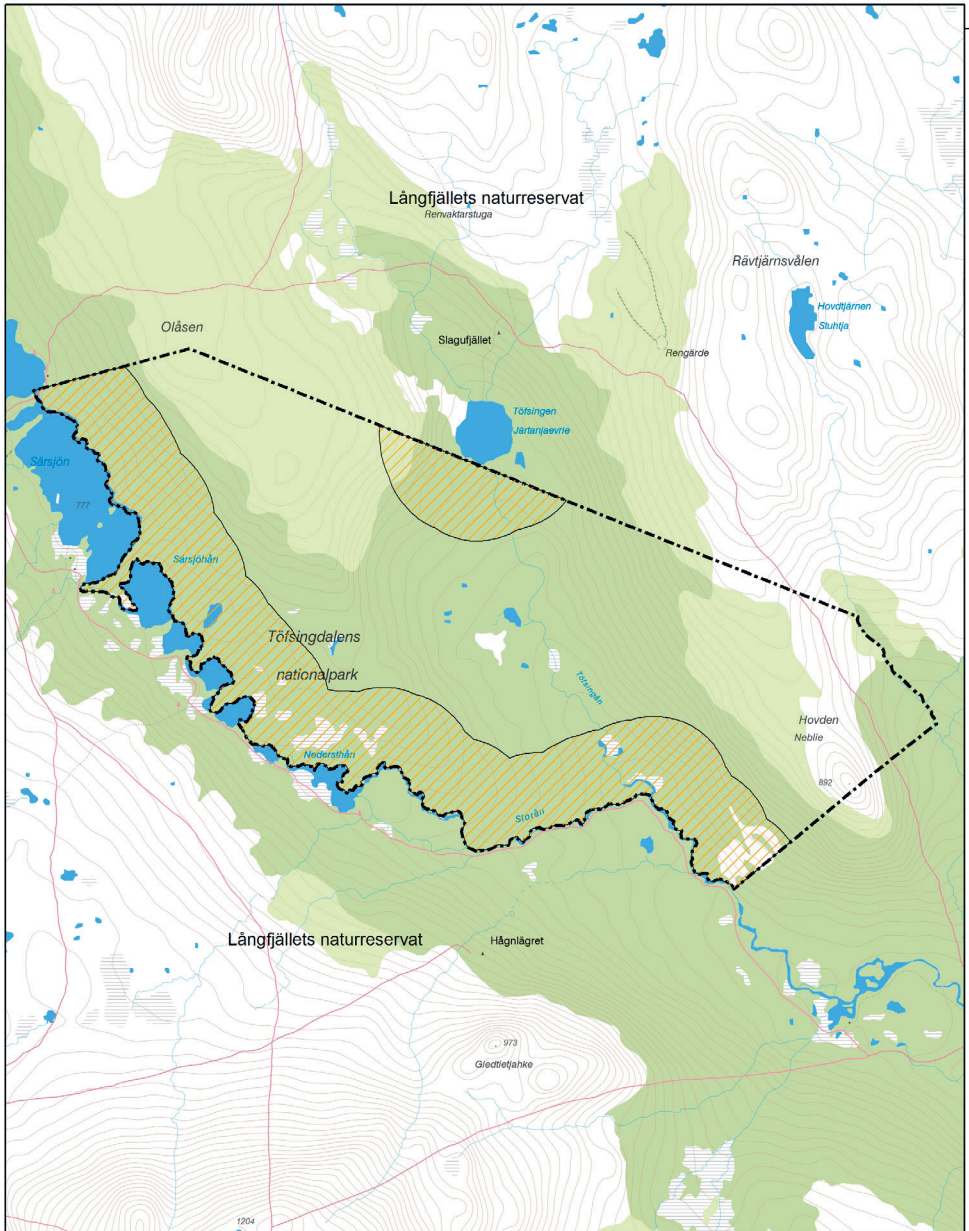 Långfjällets naturreservat
Renvaktarstuga
Rävtjärnsvålen
Hovdtjärnen
Stuhtja
Olåsen
Slagufjället
Rengärde
Töfsingen
Järtanjaevrie
Särsjön
777
Särsjöhån
Töfsingdalens
nationalpark
Töfsingån
Hovden
Neblie
892
Nedersthån
Storån
Långfjällets naturreservat
Hågnlägret
973
Giedtietjahke
1204